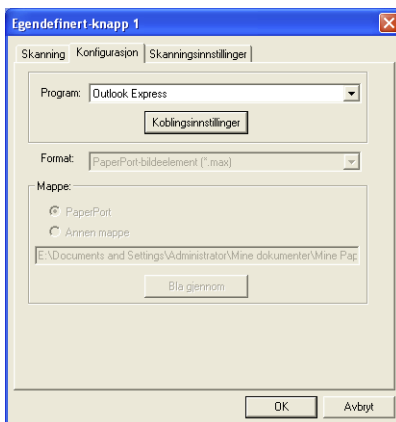 Egendefinert-knapp 1
Skanning Konfigurasjon Skanningsinnstillinger
Program: Outlook Express
Koblingsinnstillinger
Format: PaperPort-bildeelement (*.max)
Mappe:
PaperPort
Annen mappe
E:\Documents and Settings\Administrator\Mine dokumenter\Mine Pap
Bla gjennom
OK Avbryt